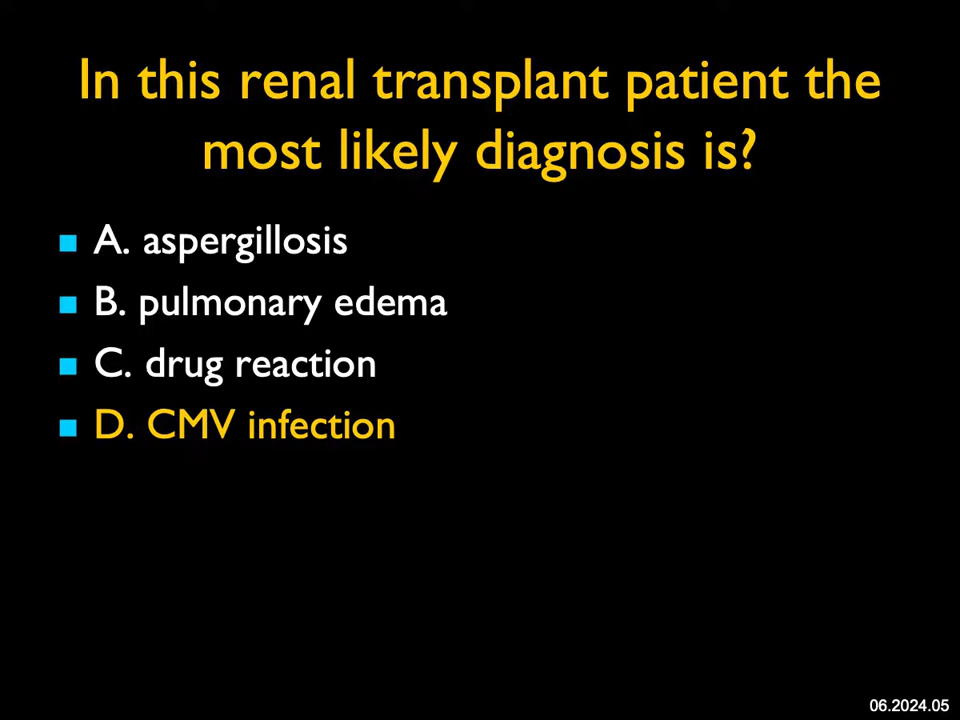 In this renal transplant patient the
most likely diagnosis is?
A. aspergillosis
B. pulmonary edema
C. drug reaction
D. CMV infection
06.2024.05